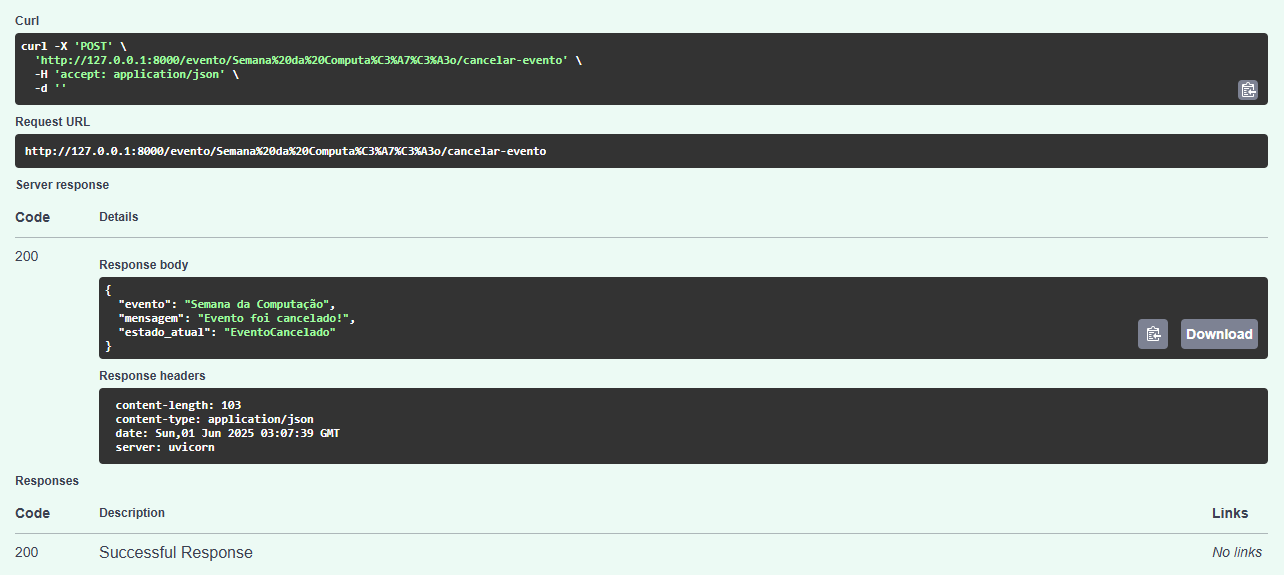 Curl
curl -X 'POST' \
  'http://127.0.0.1:8000/evento/Semana%20da%20Computa%C3%A7%C3%A3o/cancelar-evento' \
  -H 'accept: application/json' \
  -d ''
Request URL
http://127.0.0.1:8000/evento/Semana%20da%20Computa%C3%A7%C3%A3o/cancelar-evento
Server response
Code Details
200
Response body
{
  "evento": "Semana da Computação",
  "mensagem": "Evento foi cancelado!",
  "estado_atual": "EventoCancelado"
}
Download
Response headers
content-length: 103
content-type: application/json
date: Sun,01 Jun 2025 03:07:39 GMT
server: uvicorn
Responses
Code Description Links
200 Successful Response No links